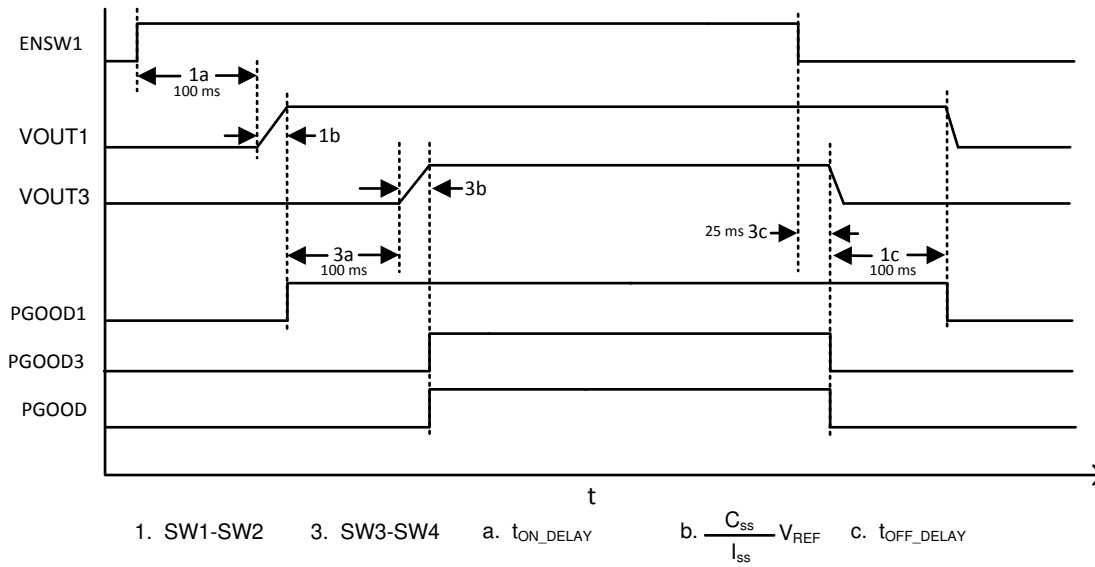 ENSW1
1a
100 ms
VOUT1
1b
VOUT3
3b
25 ms 3c
3a
100 ms
1c
100 ms
PGOOD1
PGOOD3
PGOOD
t
1. SW1-SW2 3. SW3-SW4 a. tON_DELAY b. Css/Iss VREF c. tOFF_DELAY